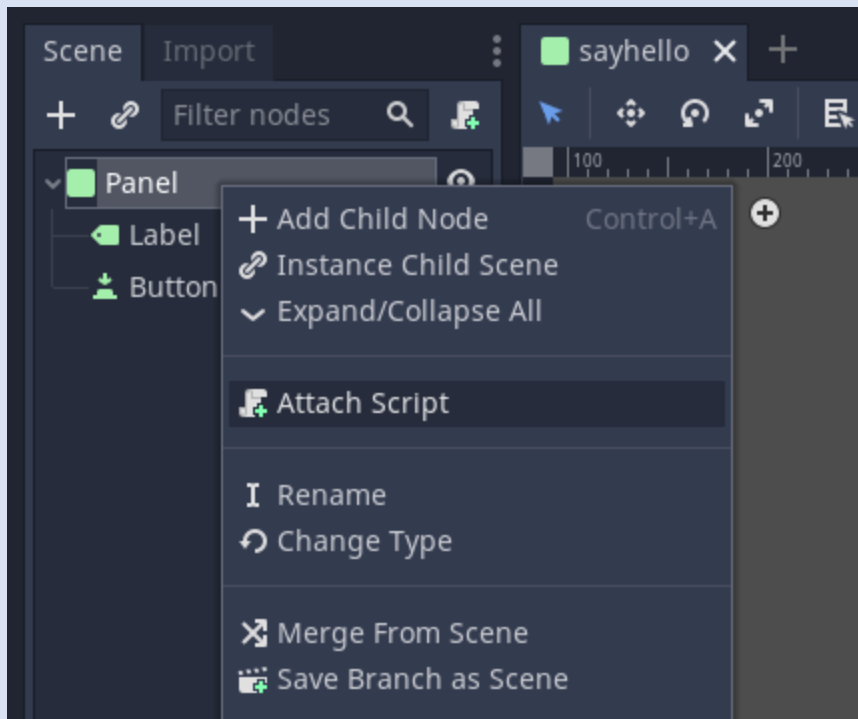 Scene
Import
sayhello
Filter nodes
100
200
Panel
Label
Button
Add Child Node Control+A
Instance Child Scene
Expand/Collapse All
Attach Script
Rename
Change Type
Merge From Scene
Save Branch as Scene